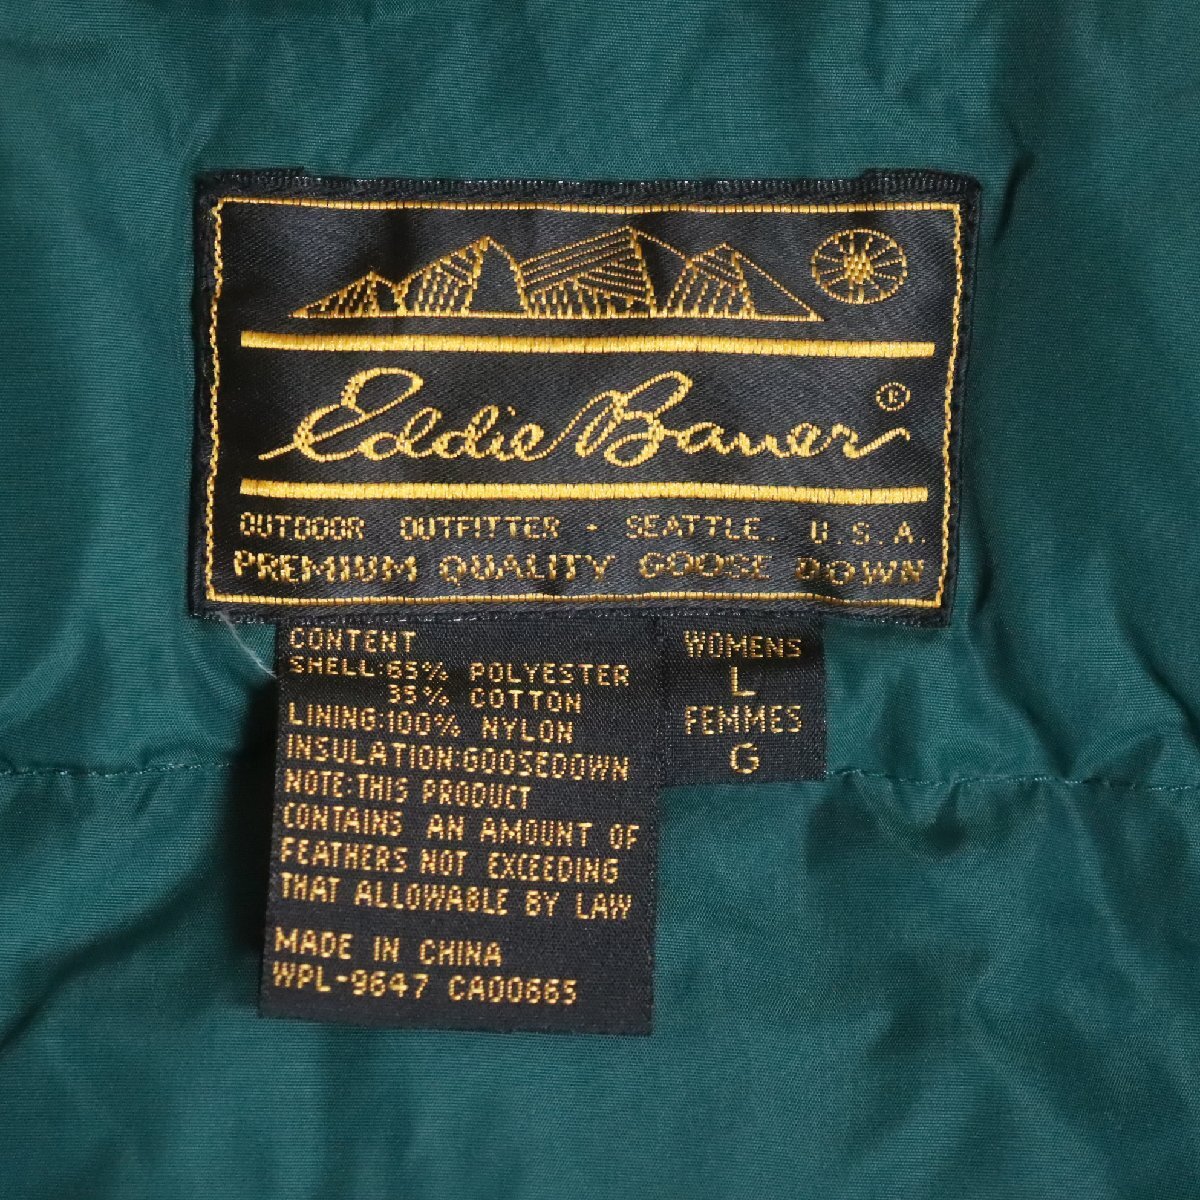 Eddie Bauer ®
OUTDOOR OUTFITTER - SEATTLE. U.S.A.
PREMIUM QUALITY GOOSE DOWN
CONTENT
SHELL:65% POLYESTER
35% COTTON
LINING:100% NYLON
INSULATION:GOOSEDOWN
NOTE:THIS PRODUCT
CONTAINS AN AMOUNT OF
FEATHERS NOT EXCEEDING
THAT ALLOWABLE BY LAW
MADE IN CHINA
WPL-9647 CA00665
WOMENS
L
FEMMES
G